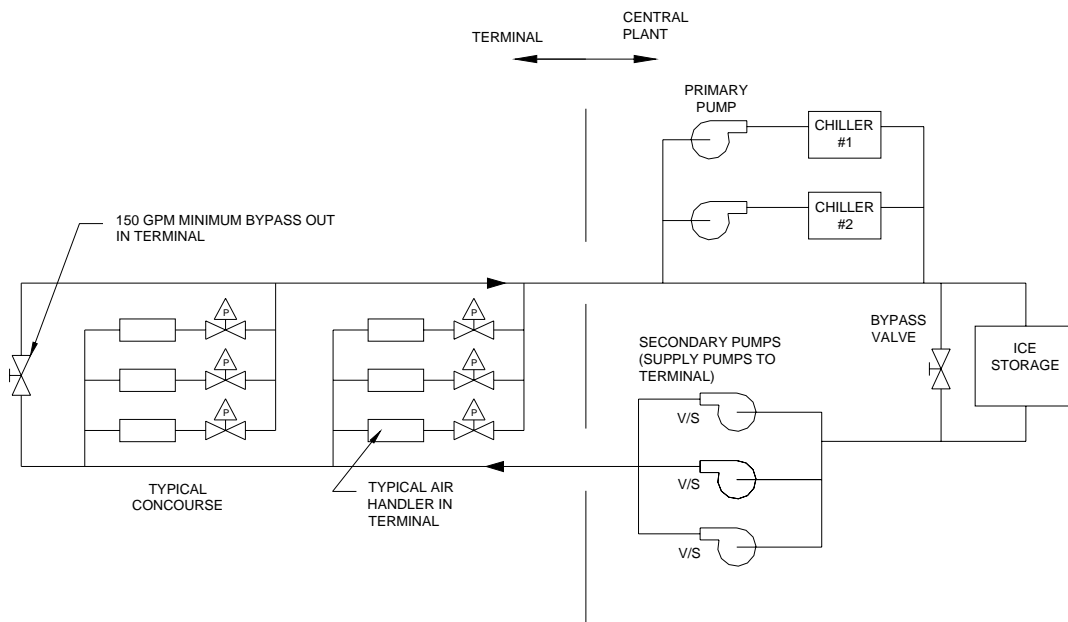 TERMINAL
CENTRAL
PLANT
PRIMARY
PUMP
CHILLER
#1
CHILLER
#2
150 GPM MINIMUM BYPASS OUT
IN TERMINAL
P
P
P
P
P
P
SECONDARY PUMPS
(SUPPLY PUMPS TO
TERMINAL)
BYPASS
VALVE
ICE
STORAGE
V/S
V/S
V/S
TYPICAL
CONCOURSE
TYPICAL AIR
HANDLER IN
TERMINAL